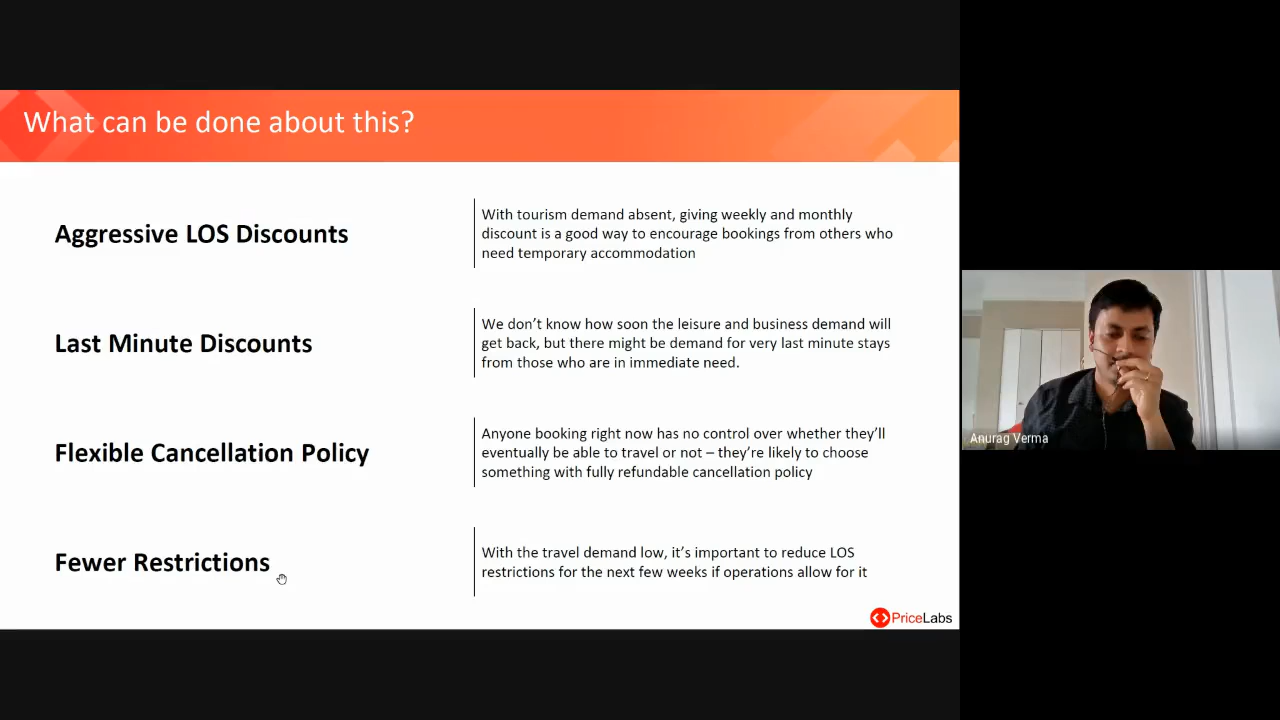 What can be done about this?
Aggressive LOS Discounts
With tourism demand absent, giving weekly and monthly
discount is a good way to encourage bookings from others who
need temporary accommodation
Last Minute Discounts
We don’t know how soon the leisure and business demand will
get back, but there might be demand for very last minute stays
from those who are in immediate need.
Flexible Cancellation Policy
Anyone booking right now has no control over whether they’ll
eventually be able to travel or not – they’re likely to choose
something with fully refundable cancellation policy
Fewer Restrictions
With the travel demand low, it’s important to reduce LOS
restrictions for the next few weeks if operations allow for it
PriceLabs
Anurag Verma